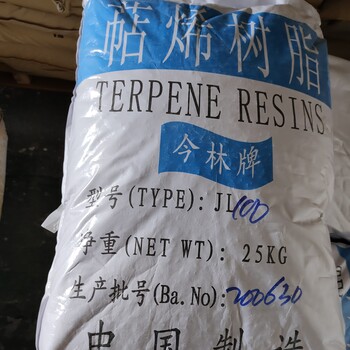 萜烯树脂
TERPENE RESINS
今林牌
型号(TYPE): JL100
净重(NET WT): 25KG
生产批号(Ba.No): 200630
中国制造